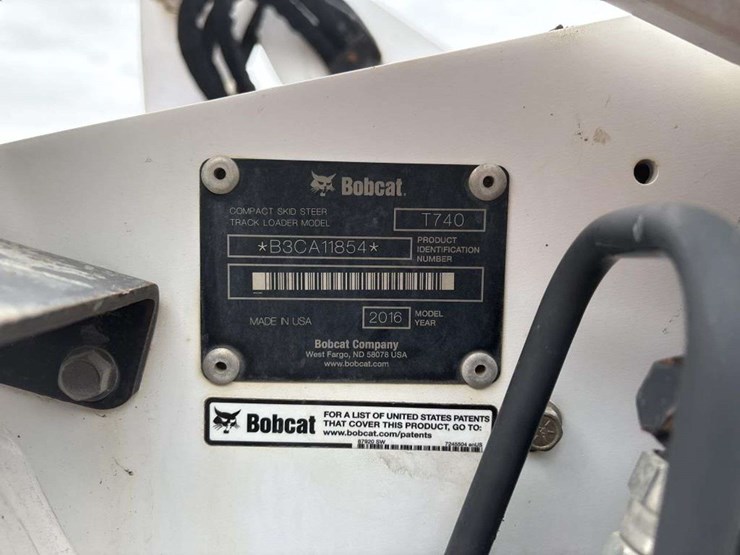 Bobcat.
COMPACT SKID STEER
TRACK LOADER MODEL
T740
*B3CA11854*
PRODUCT
IDENTIFICATION
NUMBER
MADE IN USA
2016
MODEL
YEAR
Bobcat Company
West Fargo, ND 58078 USA
www.bobcat.com
Bobcat
FOR A LIST OF UNITED STATES PATENTS
THAT COVER THIS PRODUCT, GO TO:
www.bobcat.com/patents